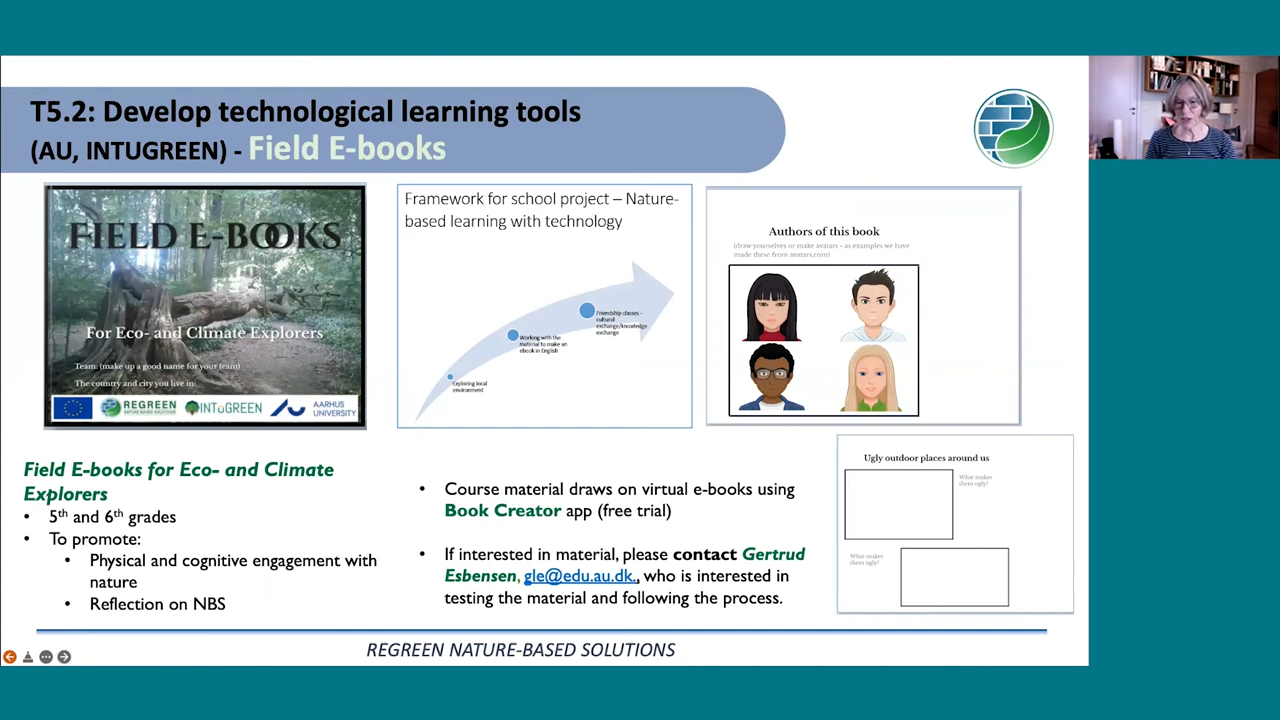 T5.2: Develop technological learning tools
(AU, INTUGREEN) - Field E-books
FIELD E-BOOKS
For Eco- and Climate Explorers
Team: (make up a good name for your team)
The country and city you live in:
REGREEN
NATURE-BASED SOLUTIONS
INTUGREEN
AARHUS
UNIVERSITY
Framework for school project – Nature-
based learning with technology
Friendship classes -
cultural
exchange/knowledge
exchange
Working with the
material to make an
ebook in English
Exploring local
environment
Authors of this book
(draw yourselves or make avatars - as examples we have
made these from avatars.com)
Ugly outdoor places around us
What makes
them ugly?
What makes
them ugly?
Field E-books for Eco- and Climate
Explorers
• 5th and 6th grades
• To promote:
• Physical and cognitive engagement with
nature
• Reflection on NBS
• Course material draws on virtual e-books using
Book Creator app (free trial)
• If interested in material, please contact Gertrud
Esbensen, gle@edu.au.dk., who is interested in
testing the material and following the process.
REGREEN NATURE-BASED SOLUTIONS